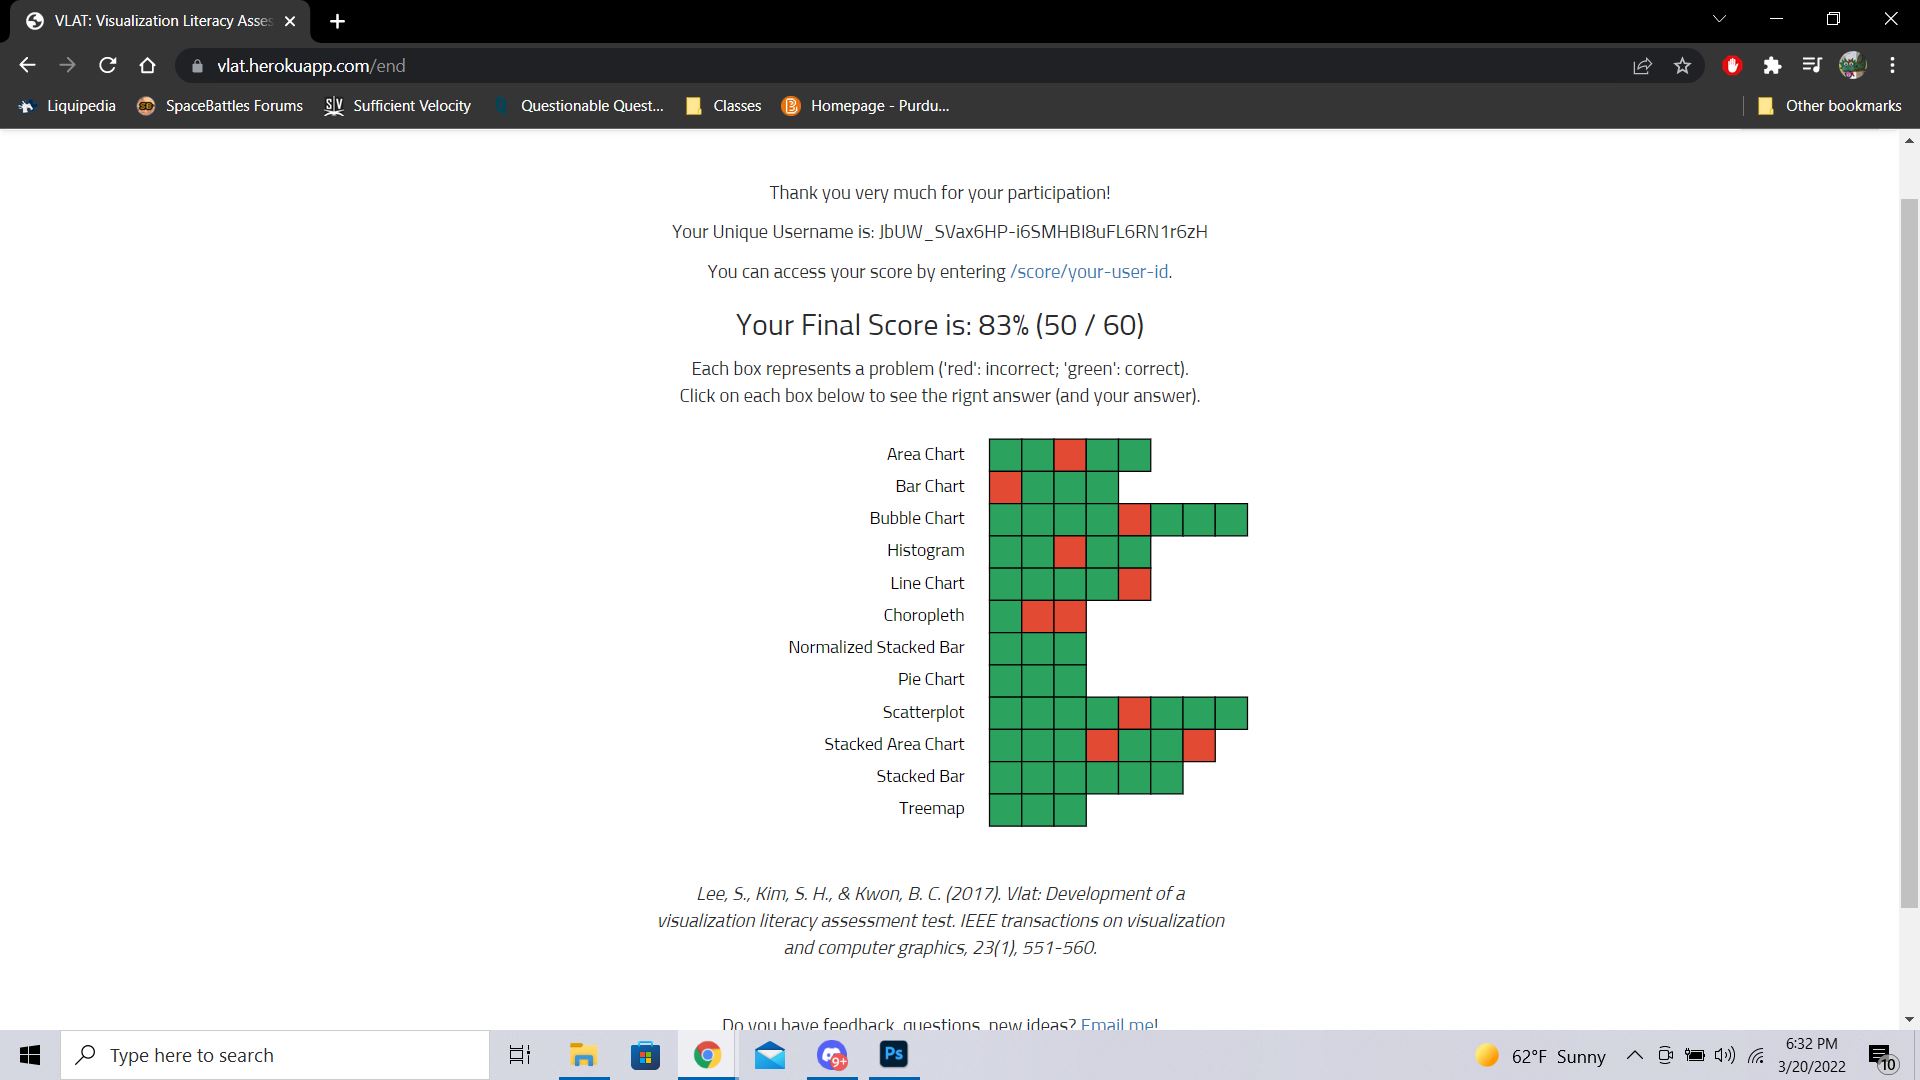 VLAT: Visualization Literacy Asses
vlat.herokuapp.com/end
Liquipedia SpaceBattles Forums Sufficient Velocity Questionable Quest... Classes Homepage - Purdu... Other bookmarks
Thank you very much for your participation!
Your Unique Username is: JbUW_SVax6HP-i6SMHBI8uFL6RN1r6zH
You can access your score by entering /score/your-user-id.
Your Final Score is: 83% (50 / 60)
Each box represents a problem ('red': incorrect; 'green': correct).
Click on each box below to see the rignt answer (and your answer).
Area Chart
Bar Chart
Bubble Chart
Histogram
Line Chart
Choropleth
Normalized Stacked Bar
Pie Chart
Scatterplot
Stacked Area Chart
Stacked Bar
Treemap
Lee, S., Kim, S. H., & Kwon, B. C. (2017). Vlat: Development of a
visualization literacy assessment test. IEEE transactions on visualization
and computer graphics, 23(1), 551-560.
Do you have feedback, questions, new ideas? Email me!
Type here to search
9+
Ps
62°F Sunny
6:32 PM
3/20/2022
10